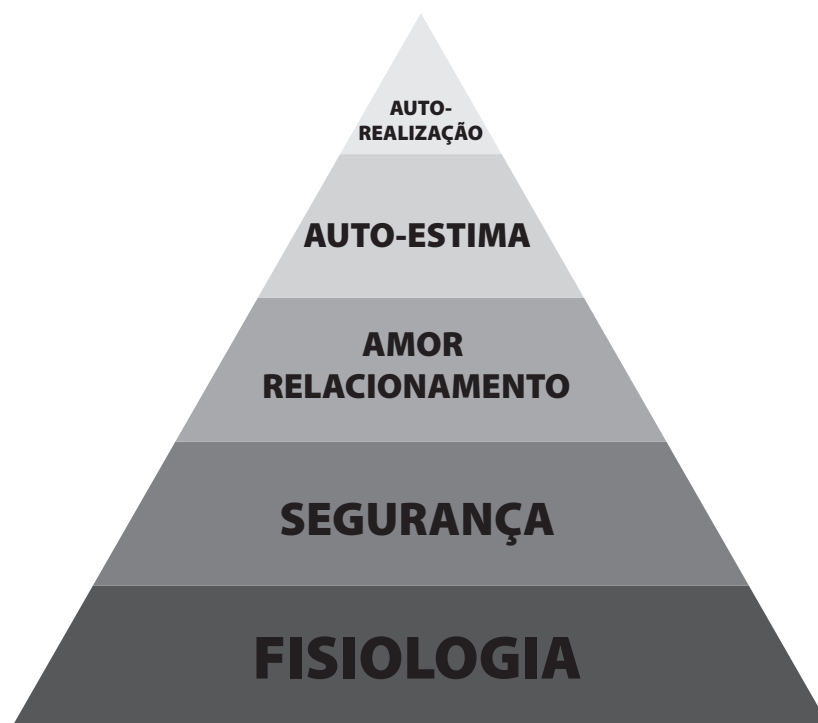 AUTO-
REALIZAÇÃO
AUTO-ESTIMA
AMOR
RELACIONAMENTO
SEGURANÇA
FISIOLOGIA